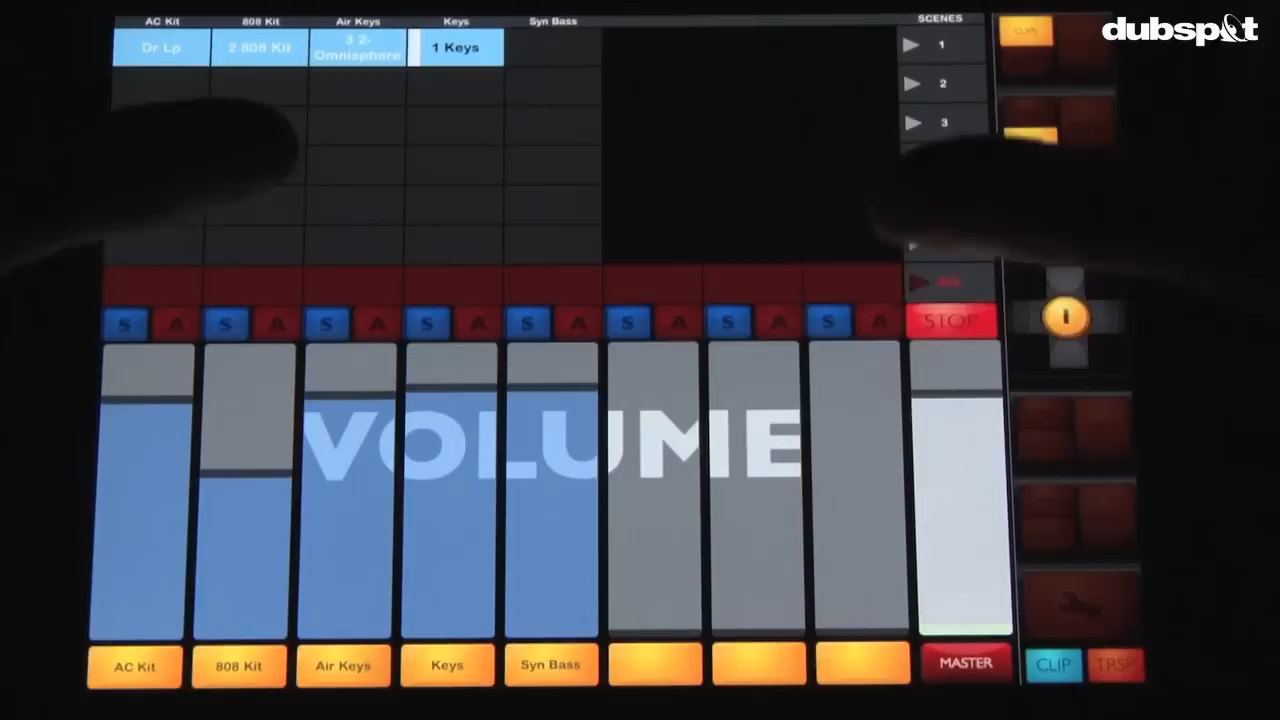 AC Kit 808 Kit Air Keys Keys Syn Bass SCENES
dubspot
CLIPS
Dr Lp 2 808 Kit 3 2-Omnisphere 1 Keys 1
2
3
S A S A S A S A S A S A S A S A STOP
VOLUME
AC Kit 808 Kit Air Keys Keys Syn Bass MASTER CLIP TRSP